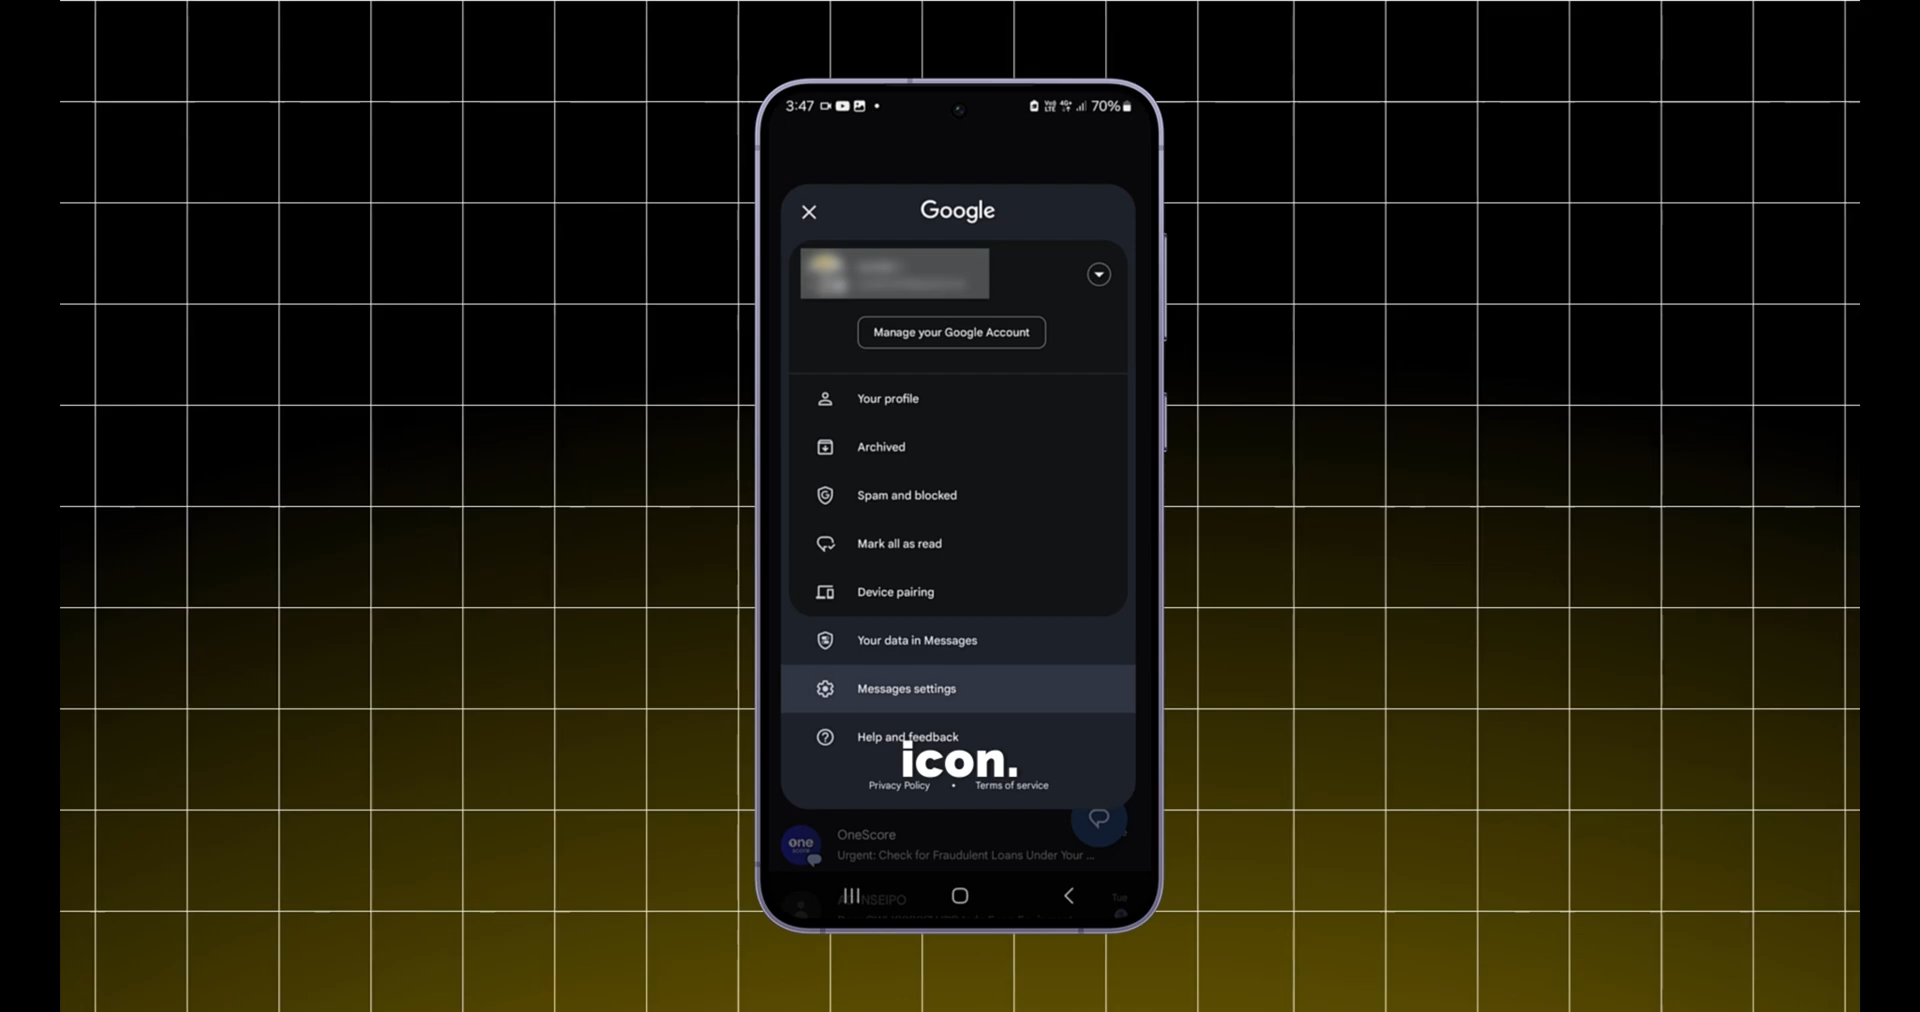 3:47 70%
Google
Manage your Google Account
Your profile
Archived
Spam and blocked
Mark all as read
Device pairing
Your data in Messages
Messages settings
Help and feedback
icon.
Privacy Policy • Terms of service
one
OneScore
Urgent: Check for Fraudulent Loans Under Your ...
Tue